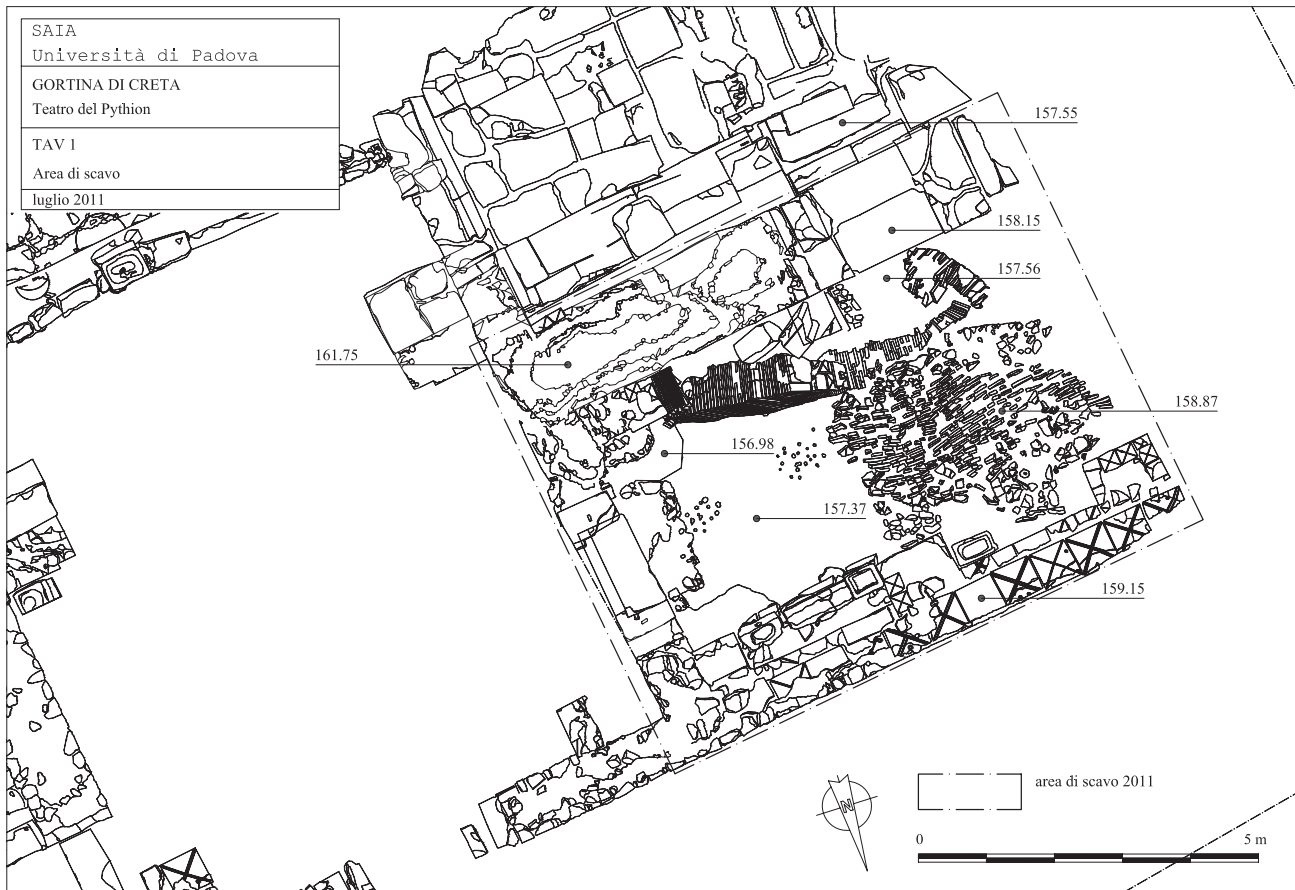 SAIA
Università di Padova
GORTINA DI CRETA
Teatro del Pythion
TAV 1
Area di scavo
luglio 2011
157.55
158.15
157.56
161.75
158.87
156.98
157.37
159.15
N
area di scavo 2011
0 5 m